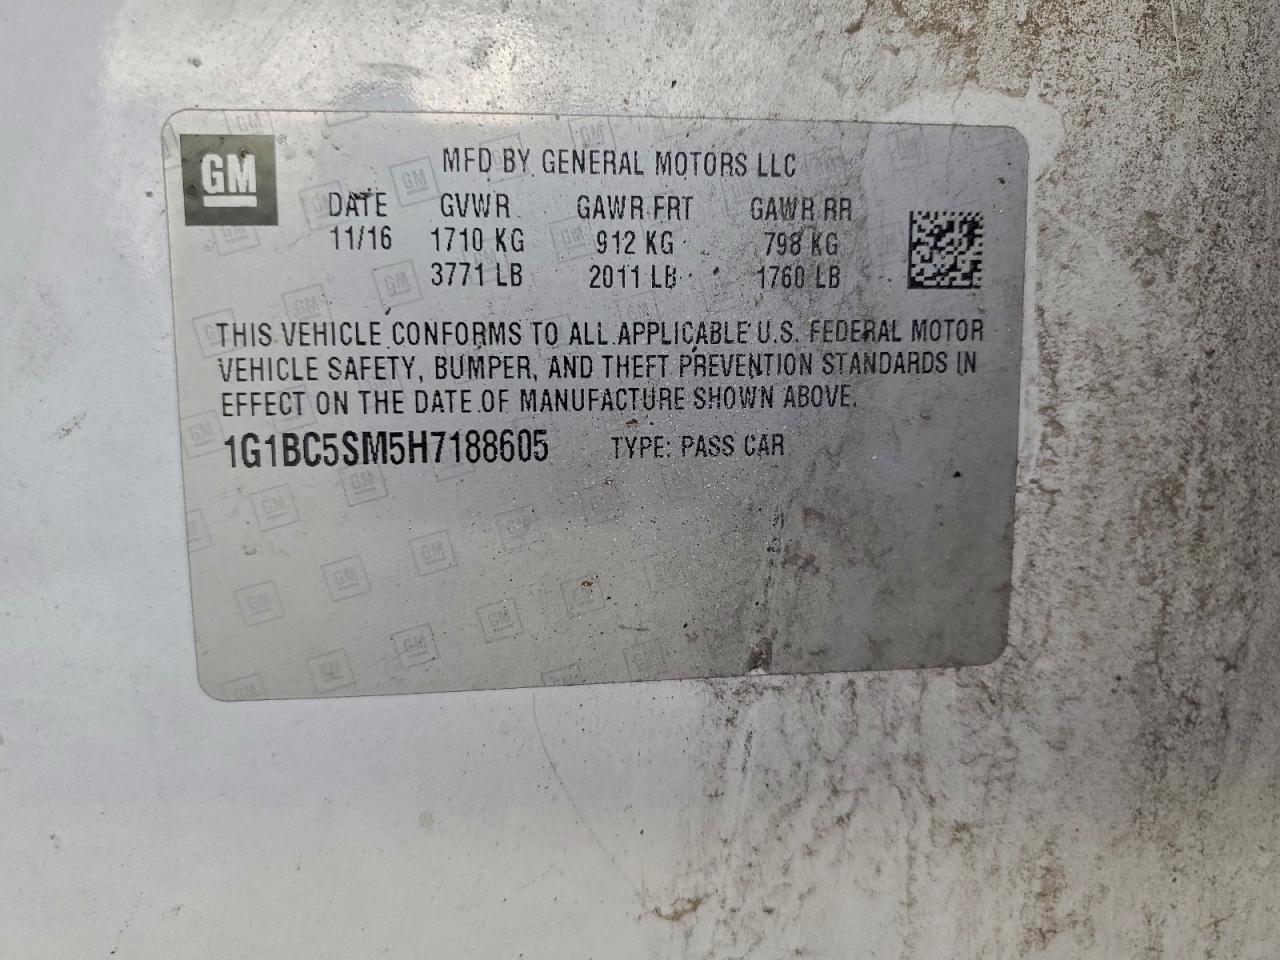 GM
MFD BY GENERAL MOTORS LLC
DATE GVWR GAWR FRT GAWR RR
11/16 1710 KG 912 KG 798 KG
3771 LB 2011 LB 1760 LB
THIS VEHICLE CONFORMS TO ALL APPLICABLE U.S. FEDERAL MOTOR
VEHICLE SAFETY, BUMPER, AND THEFT PREVENTION STANDARDS IN
EFFECT ON THE DATE OF MANUFACTURE SHOWN ABOVE.
1G1BC5SM5H7188605 TYPE: PASS CAR